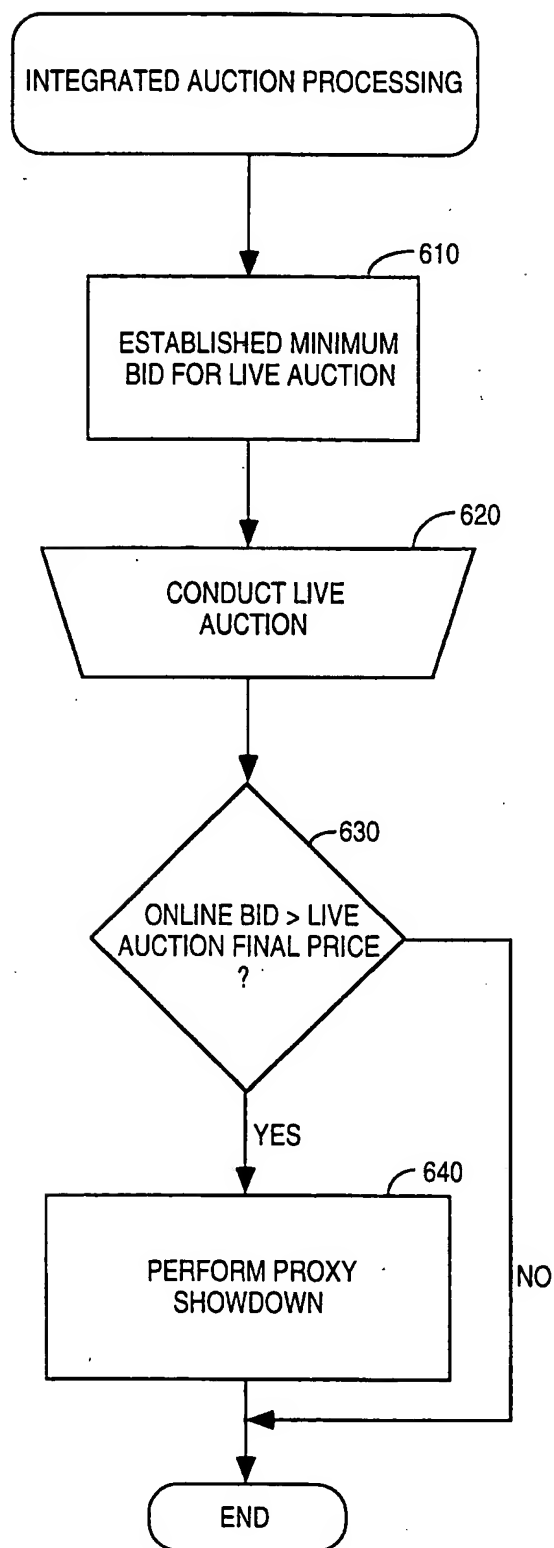 INTEGRATED AUCTION PROCESSING
610
ESTABLISHED MINIMUM
BID FOR LIVE AUCTION
620
CONDUCT LIVE
AUCTION
630
ONLINE BID > LIVE
AUCTION FINAL PRICE
?
YES
640
PERFORM PROXY
SHOWDOWN
NO
END